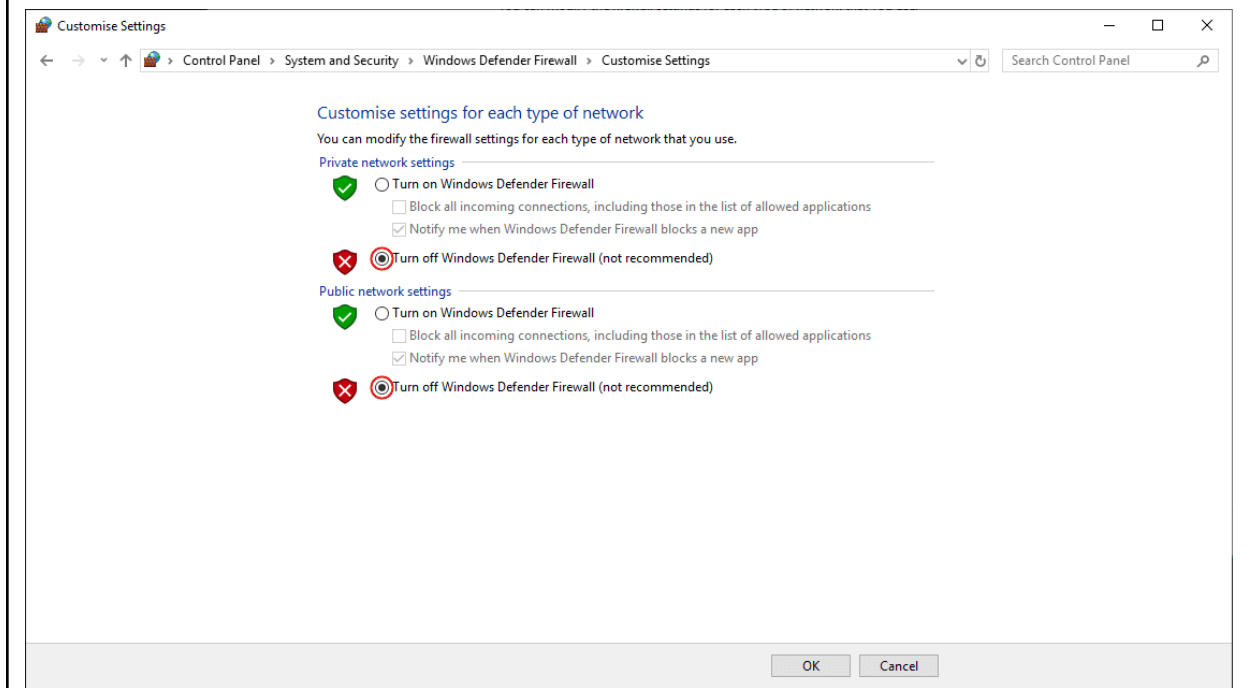 Customise Settings
Control Panel > System and Security > Windows Defender Firewall > Customise Settings
Search Control Panel
Customise settings for each type of network
You can modify the firewall settings for each type of network that you use.
Private network settings
Turn on Windows Defender Firewall
Block all incoming connections, including those in the list of allowed applications
Notify me when Windows Defender Firewall blocks a new app
Turn off Windows Defender Firewall (not recommended)
Public network settings
Turn on Windows Defender Firewall
Block all incoming connections, including those in the list of allowed applications
Notify me when Windows Defender Firewall blocks a new app
Turn off Windows Defender Firewall (not recommended)
OK Cancel